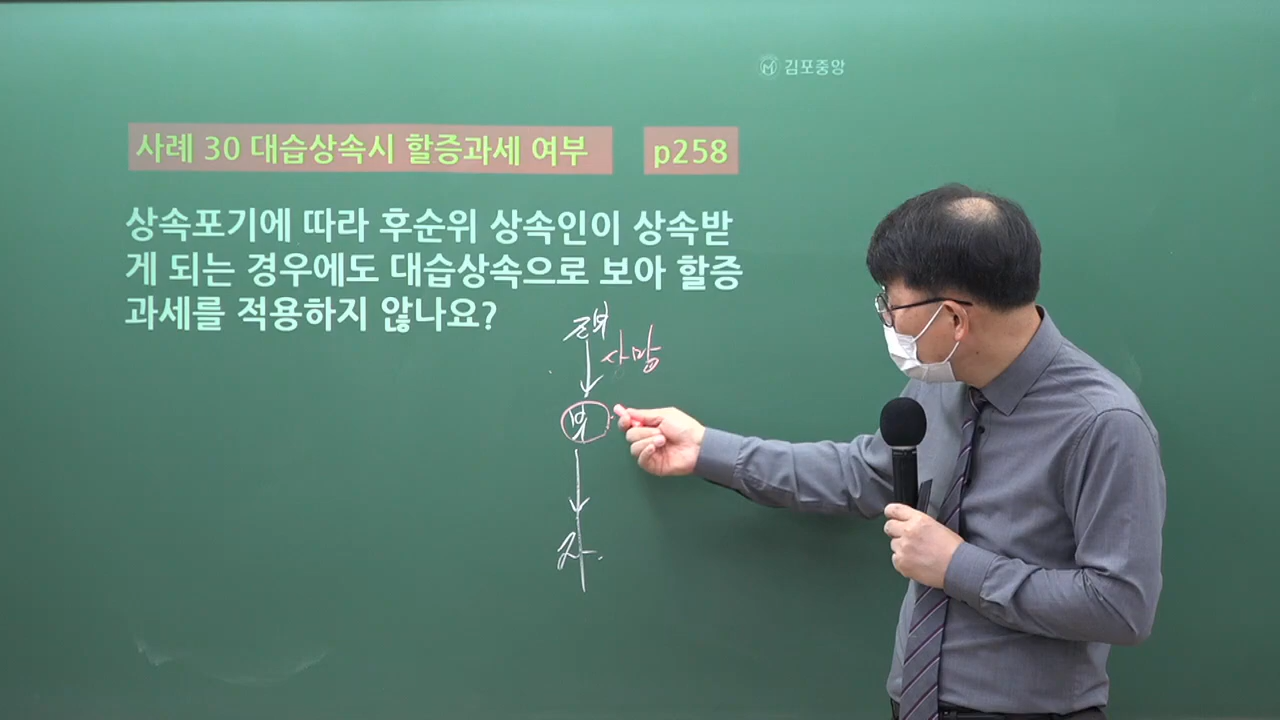 김포중앙
사례 30 대습상속시 할증과세 여부 p258
상속포기에 따라 후순위 상속인이 상속받
게 되는 경우에도 대습상속으로 보아 할증
과세를 적용하지 않나요?
조부
사망
부
자